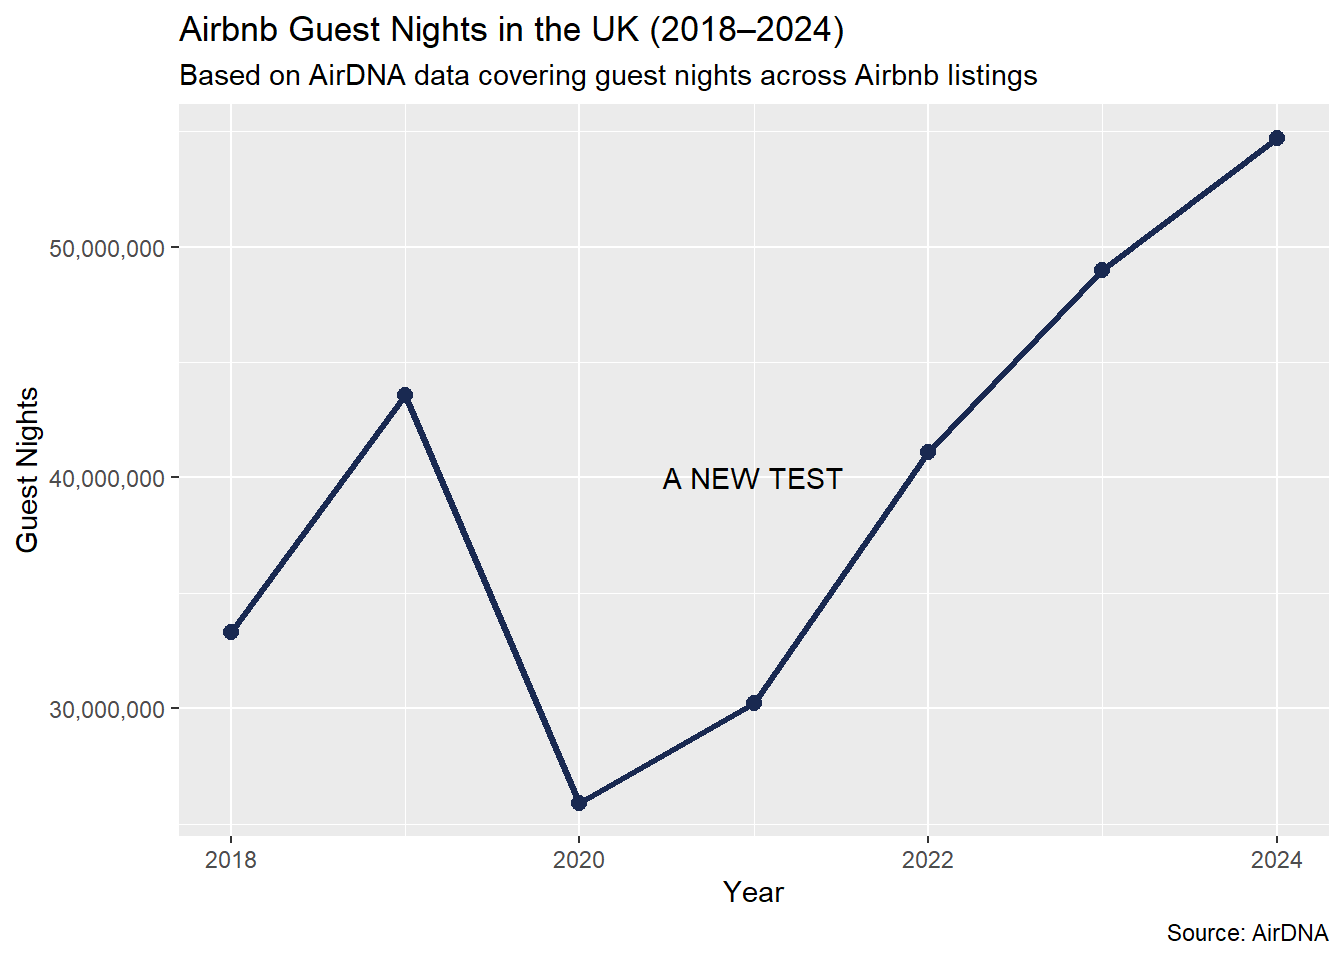 Airbnb Guest Nights in the UK (2018–2024)
Based on AirDNA data covering guest nights across Airbnb listings
50,000,000
40,000,000
30,000,000
Guest Nights
A NEW TEST
2018
2020
2022
2024
Year
Source: AirDNA